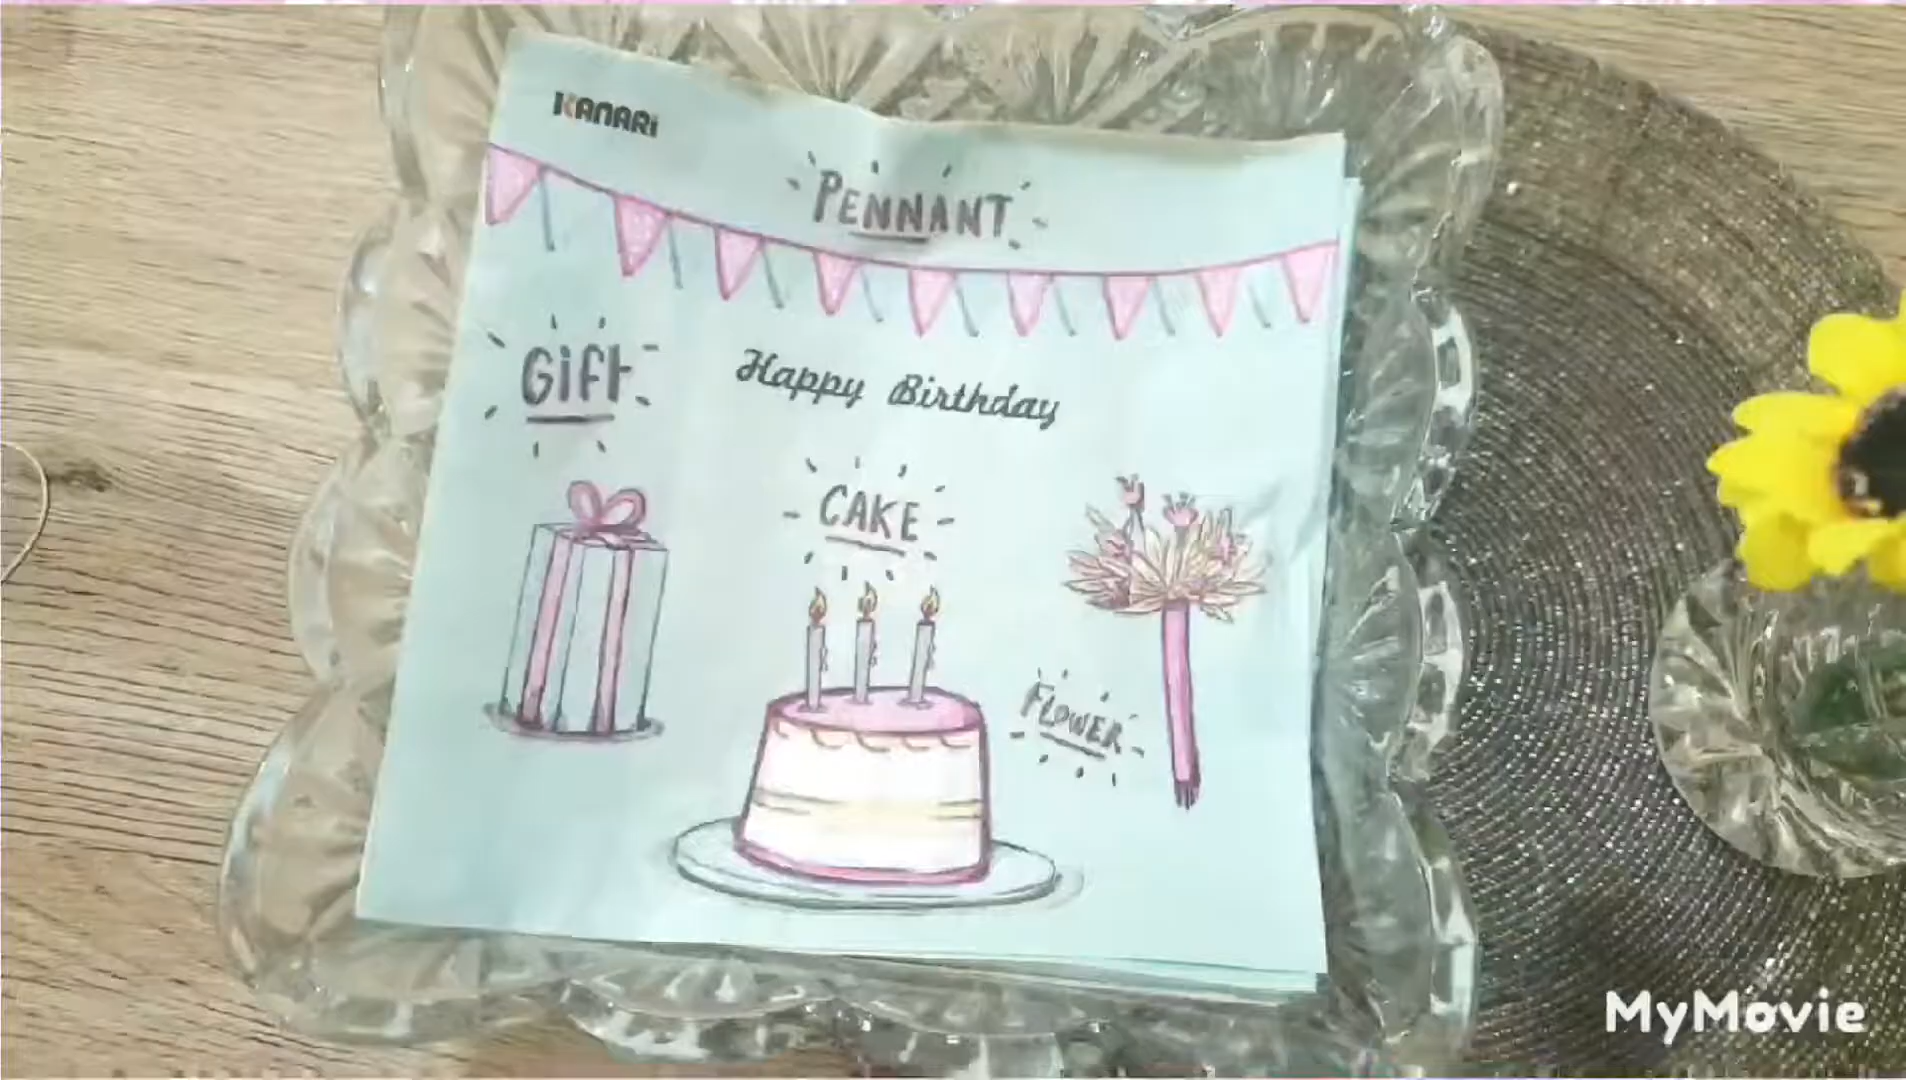 KANARi
PENNANT
Gift
Happy Birthday
CAKE
FLOWER
MyMovie